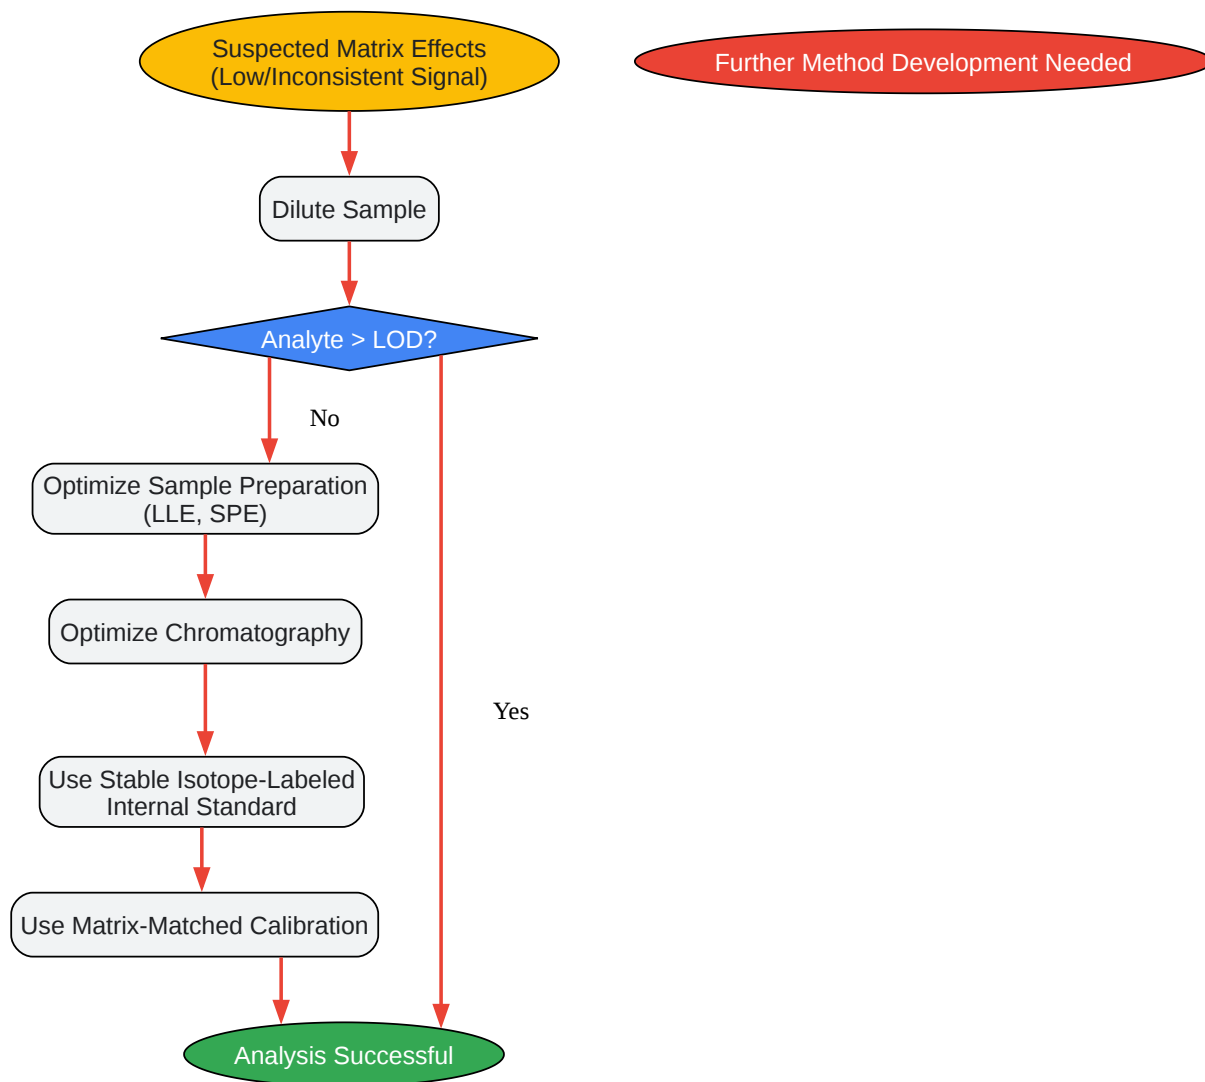 Suspected Matrix Effects
(Low/Inconsistent Signal)
Further Method Development Needed
Dilute Sample
Analyte > LOD?
No
Optimize Sample Preparation
(LLE, SPE)
Optimize Chromatography
Yes
Use Stable Isotope-Labeled
Internal Standard
Use Matrix-Matched Calibration
Analysis Successful